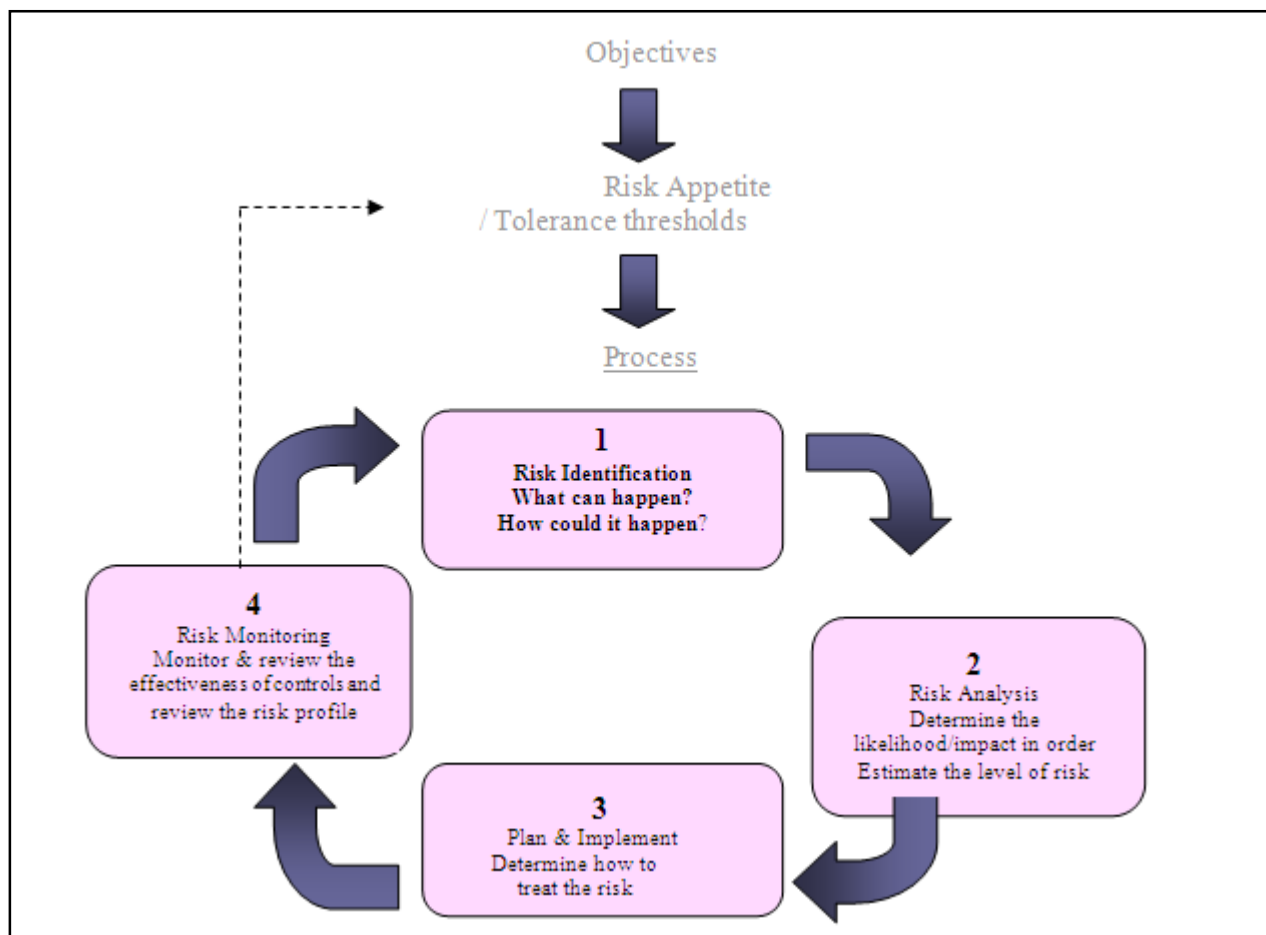 Objectives
Risk Appetite
/ Tolerance thresholds
Process
1
Risk Identification
What can happen?
How could it happen?
2
Risk Analysis
Determine the
likelihood/impact in order
Estimate the level of risk
3
Plan & Implement
Determine how to
treat the risk
4
Risk Monitoring
Monitor & review the
effectiveness of controls and
review the risk profile